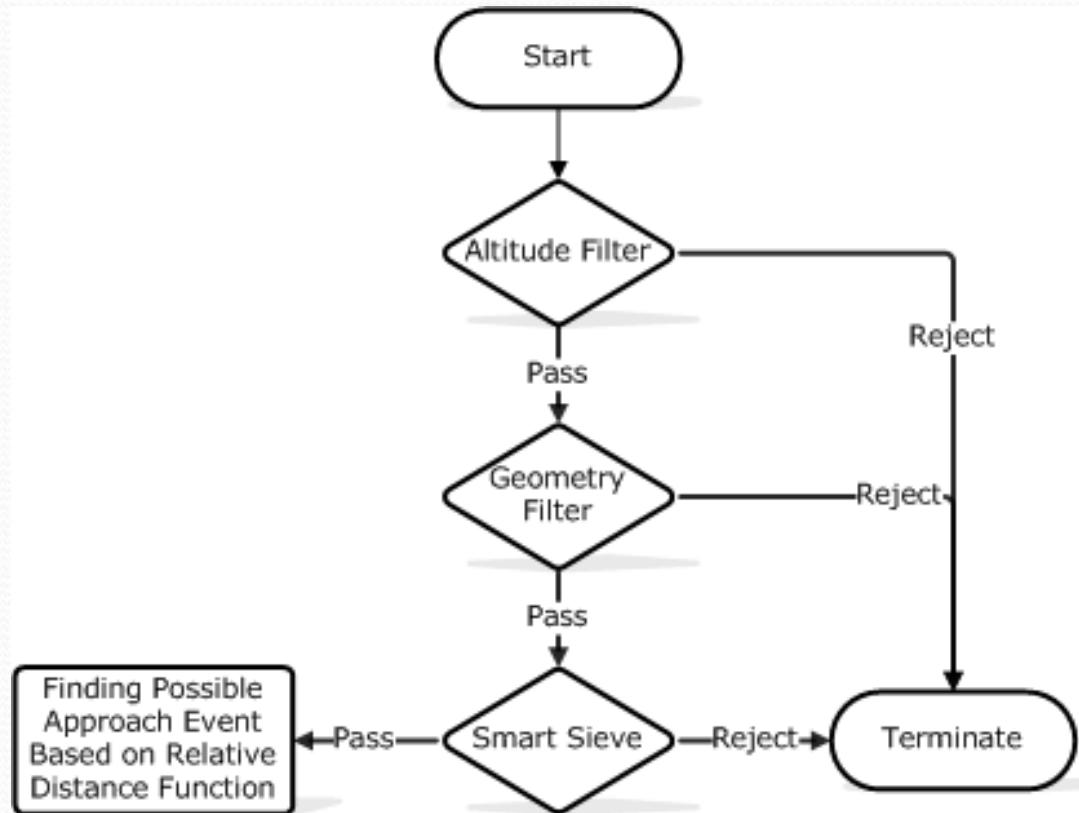 Start
Altitude Filter
Reject
Pass
Geometry
Filter
Reject
Pass
Finding Possible
Approach Event
Based on Relative
Distance Function
Pass
Smart Sieve
Reject
Terminate